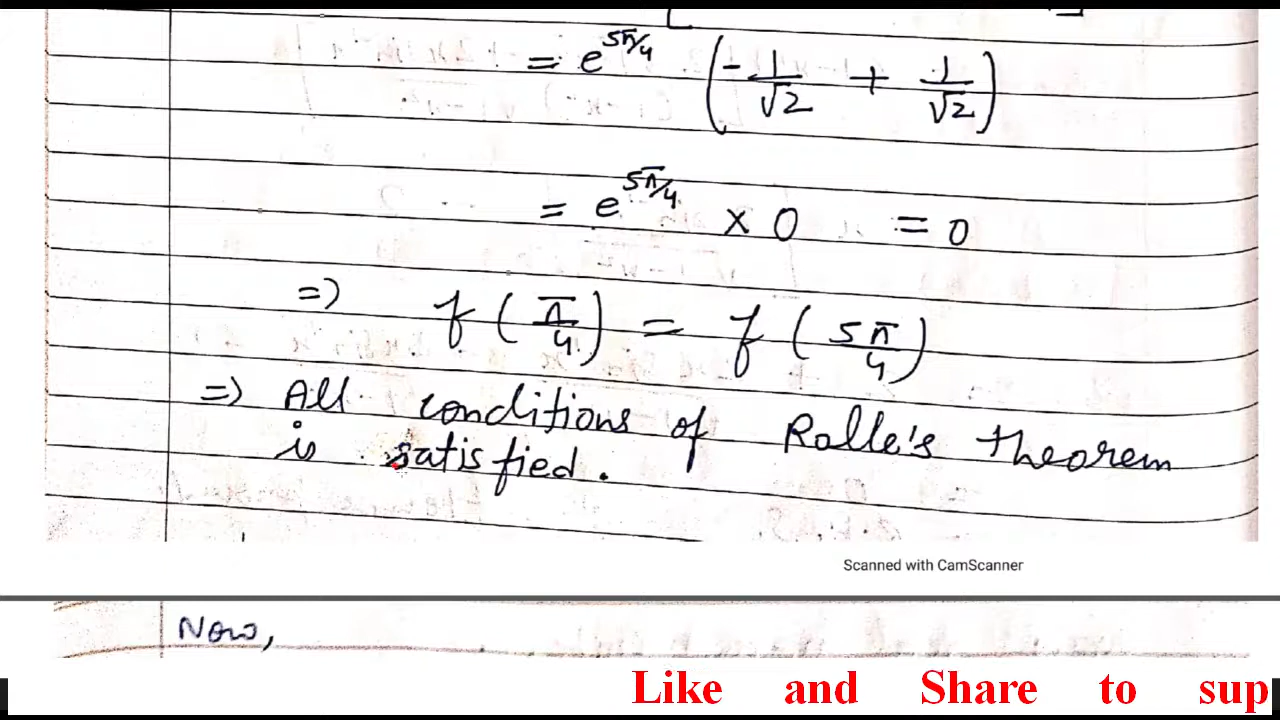 = e^{5π/4} ( -1/√2 + 1/√2 )
= e^{5π/4} × 0 = 0
=) f ( π/4 ) = f ( 5π/4 )
=) All conditions of Rolle's theorem
is satisfied.
Scanned with CamScanner
Now,
Like and Share to sup